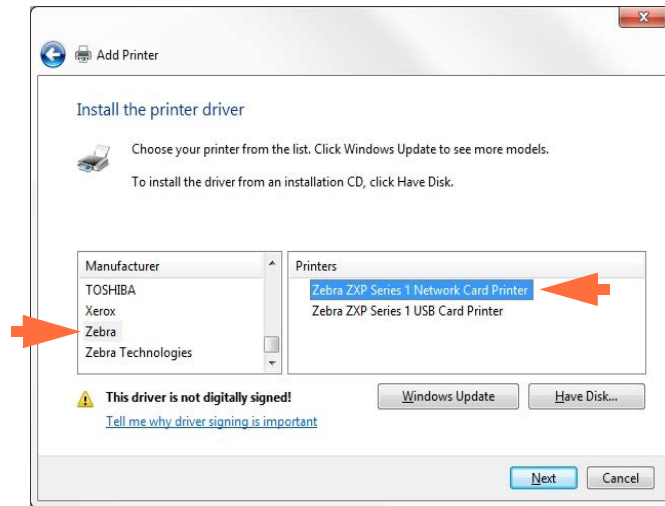 Add Printer
Install the printer driver
Choose your printer from the list. Click Windows Update to see more models.
To install the driver from an installation CD, click Have Disk.
Manufacturer
TOSHIBA
Xerox
Zebra
Zebra Technologies
Printers
Zebra ZXP Series 1 Network Card Printer
Zebra ZXP Series 1 USB Card Printer
This driver is not digitally signed!
Tell me why driver signing is important
Windows Update
Have Disk...
Next
Cancel